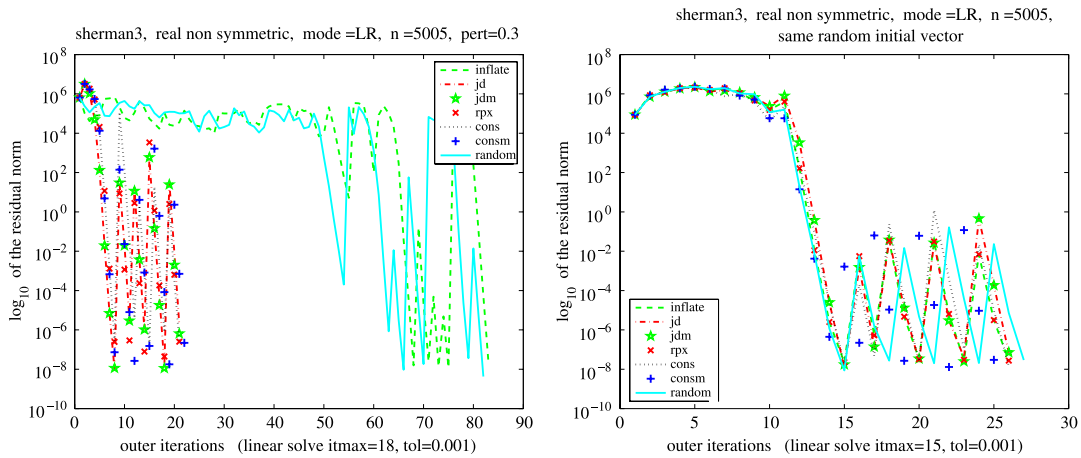 sherman3, real non symmetric, mode =LR, n =5005, pert=0.3
10^8
10^6
10^4
10^2
10^0
10^−2
10^−4
10^−6
10^−8
10^−10
log10 of the residual norm
inflate
jd
jdm
rpx
cons
consm
random
0 10 20 30 40 50 60 70 80 90
outer iterations (linear solve itmax=18, tol=0.001)
sherman3, real non symmetric, mode =LR, n =5005,
same random initial vector
10^8
10^6
10^4
10^2
10^0
10^−2
10^−4
10^−6
10^−8
10^−10
log10 of the residual norm
inflate
jd
jdm
rpx
cons
consm
random
0 5 10 15 20 25 30
outer iterations (linear solve itmax=15, tol=0.001)